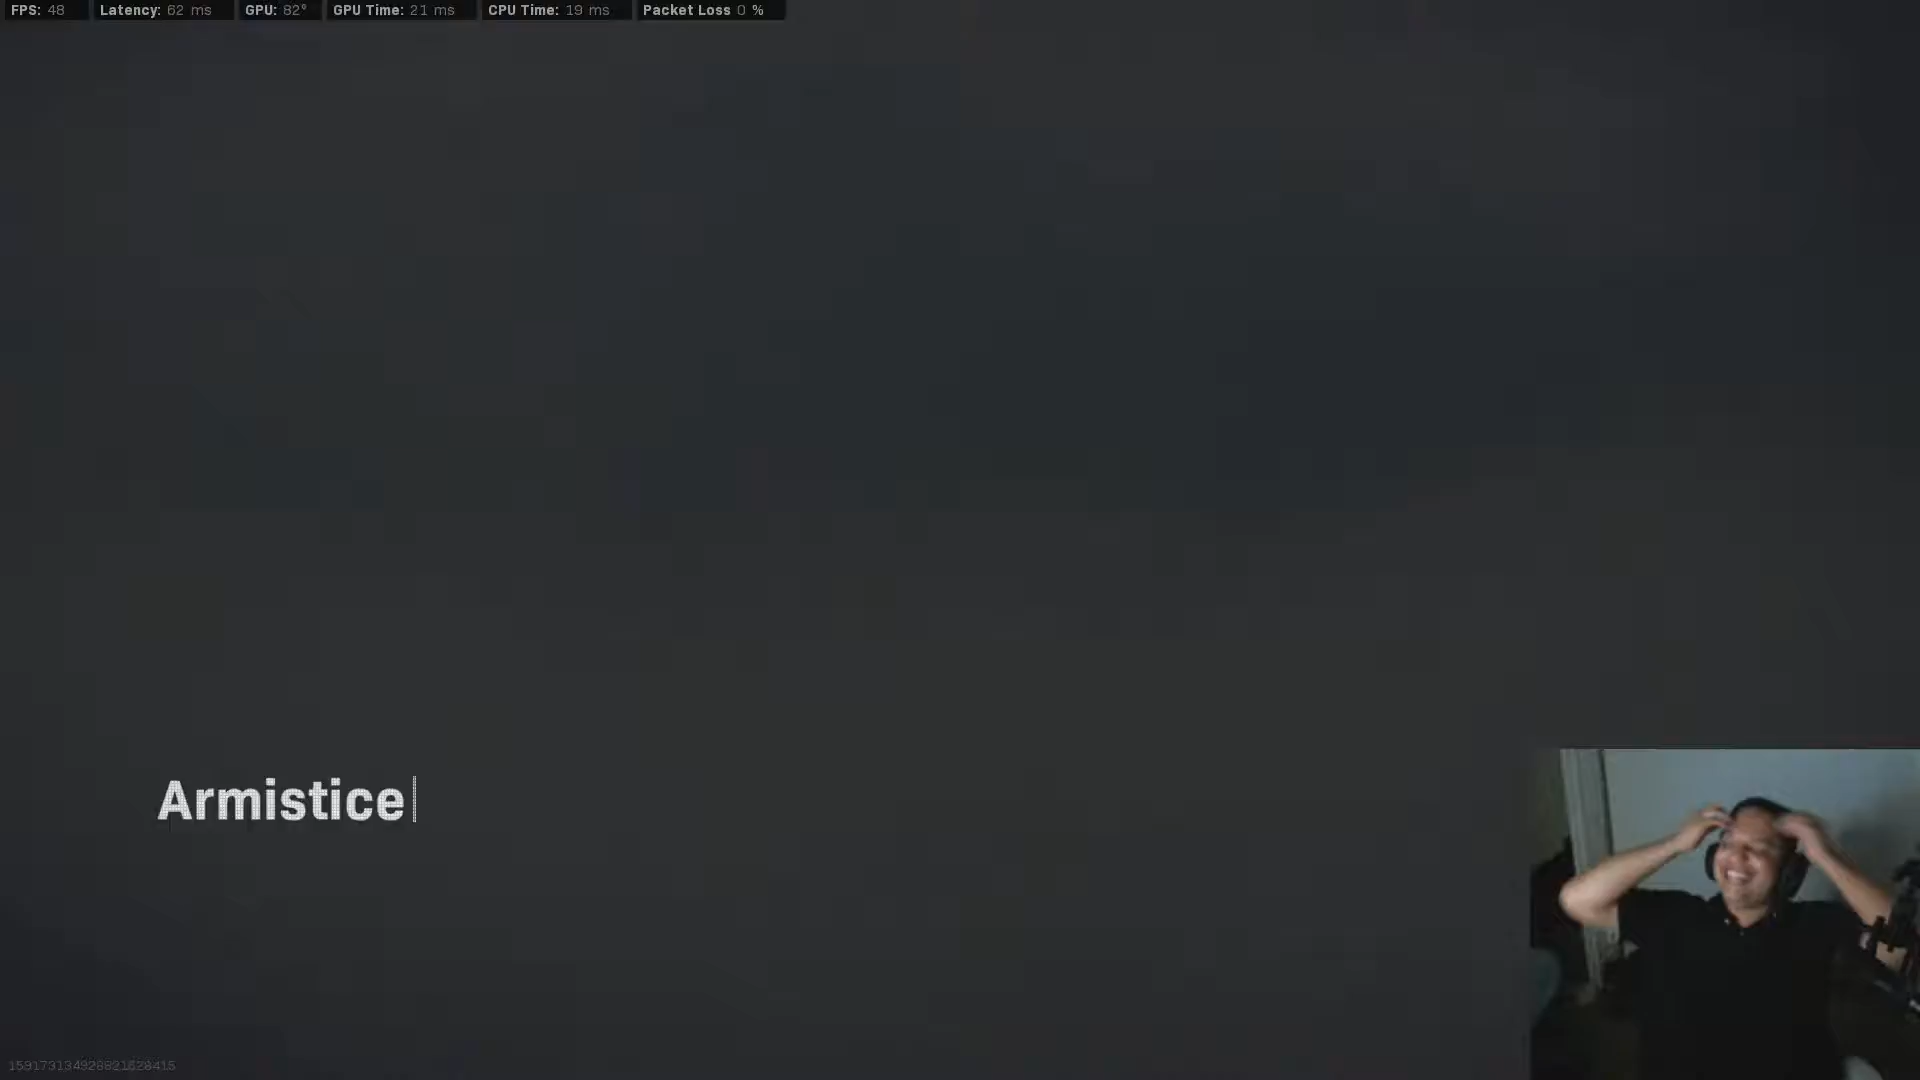 FPS: 48 Latency: 62 ms GPU: 82° GPU Time: 21 ms CPU Time: 19 ms Packet Loss 0 %
Armistice